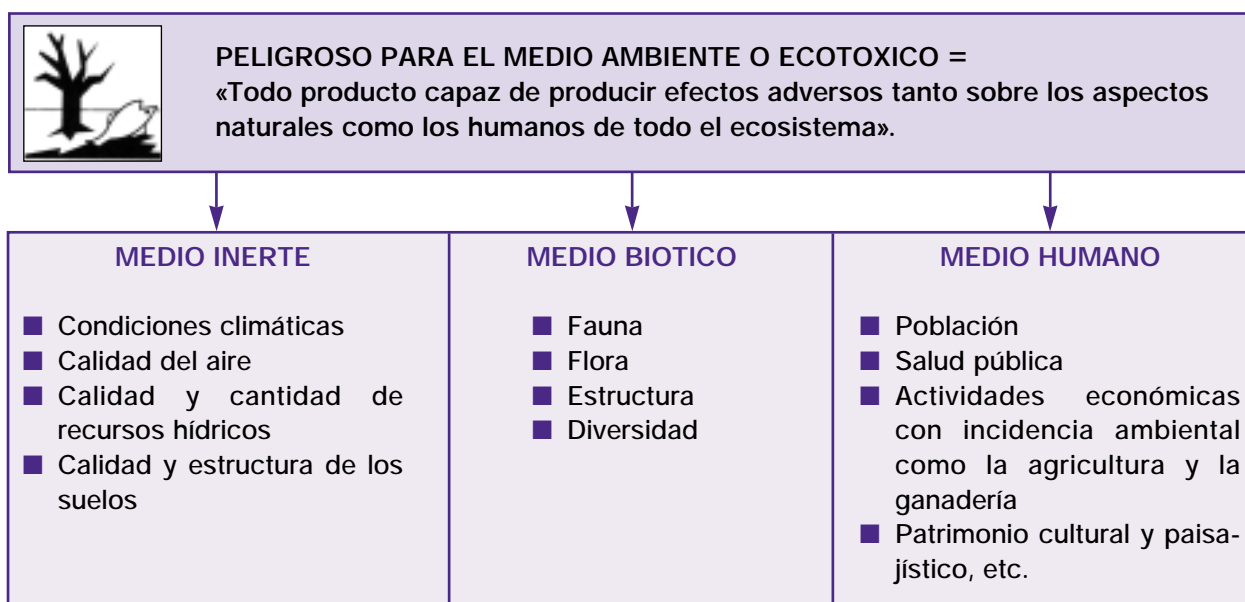 PELIGROSO PARA EL MEDIO AMBIENTE O ECOTOXICO =
«Todo producto capaz de producir efectos adversos tanto sobre los aspectos
naturales como los humanos de todo el ecosistema».
MEDIO INERTE
■ Condiciones climáticas
■ Calidad del aire
■ Calidad y cantidad de
recursos hídricos
■ Calidad y estructura de los
suelos
MEDIO BIOTICO
■ Fauna
■ Flora
■ Estructura
■ Diversidad
MEDIO HUMANO
■ Población
■ Salud pública
■ Actividades económicas
con incidencia ambiental
como la agricultura y la
ganadería
■ Patrimonio cultural y paisa-
jístico, etc.